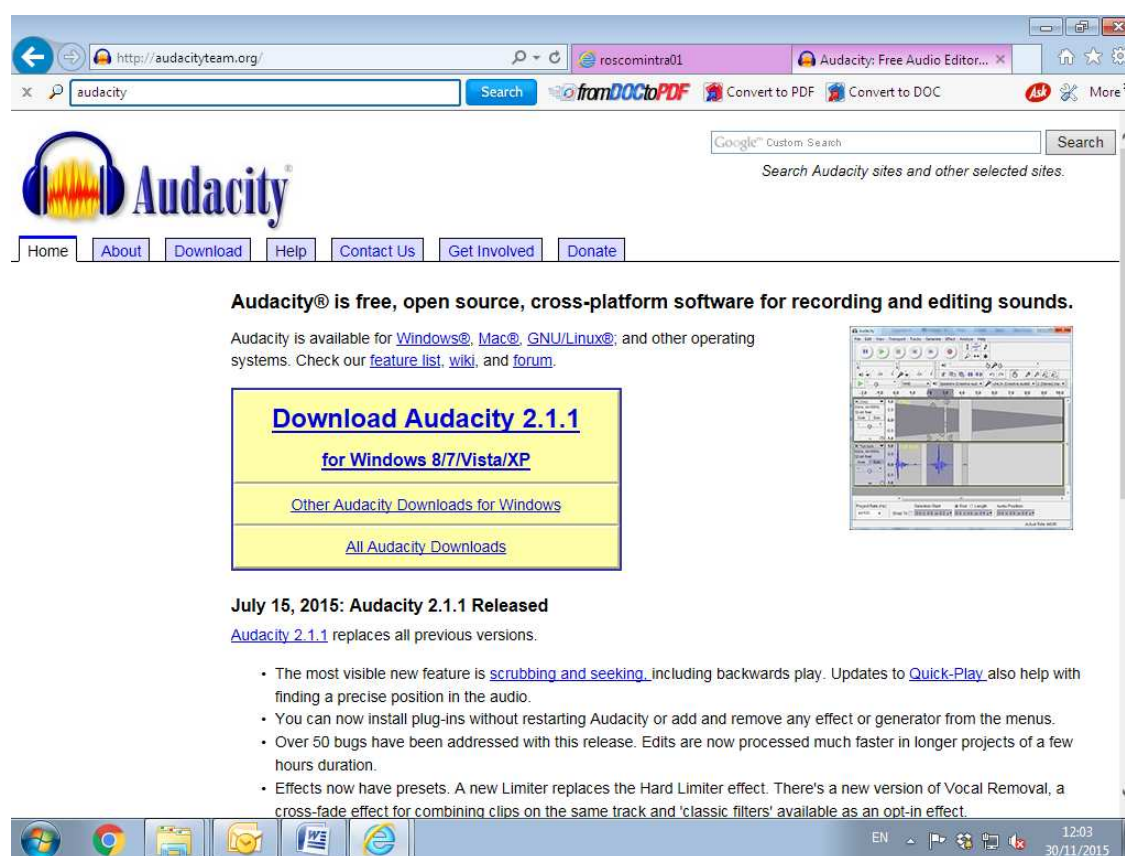 http://audacityteam.org/
roscomintra01
Audacity: Free Audio Editor...
audacity
Search
fromDOCtoPDF
Convert to PDF
Convert to DOC
Ask
More
Google™ Custom Search
Search
Audacity®
Search Audacity sites and other selected sites.
Home
About
Download
Help
Contact Us
Get Involved
Donate
Audacity® is free, open source, cross-platform software for recording and editing sounds.
Audacity is available for Windows®, Mac®, GNU/Linux®; and other operating
systems. Check our feature list, wiki, and forum.
Download Audacity 2.1.1
for Windows 8/7/Vista/XP
Other Audacity Downloads for Windows
All Audacity Downloads
July 15, 2015: Audacity 2.1.1 Released
Audacity 2.1.1 replaces all previous versions.
• The most visible new feature is scrubbing and seeking, including backwards play. Updates to Quick-Play also help with
finding a precise position in the audio.
• You can now install plug-ins without restarting Audacity or add and remove any effect or generator from the menus.
• Over 50 bugs have been addressed with this release. Edits are now processed much faster in longer projects of a few
hours duration.
• Effects now have presets. A new Limiter replaces the Hard Limiter effect. There's a new version of Vocal Removal, a
cross-fade effect for combining clips on the same track and 'classic filters' available as an opt-in effect.
EN
12:03
30/11/2015